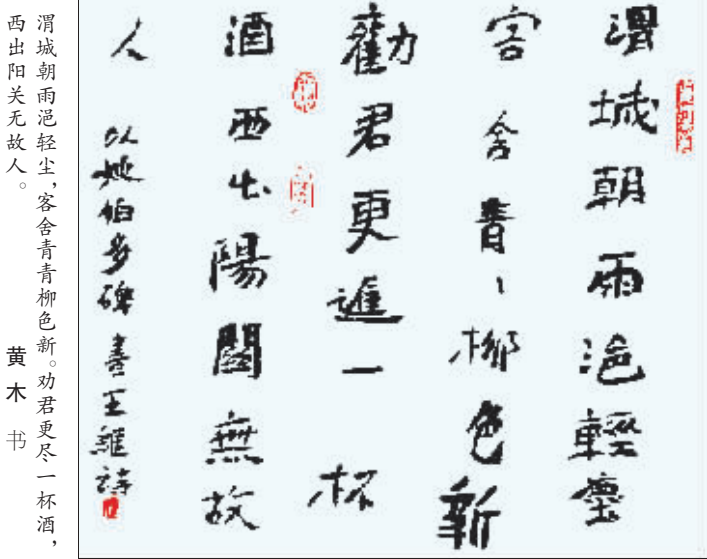 渭城朝雨浥輕塵
客舍青〻柳色新
勸君更進一杯
酒西出陽關無故
人
以姚伯多碑書王維詩
渭城朝雨浥轻尘,客舍青青柳色新。劝君更尽一杯酒,
西出阳关无故人。
黄木 书